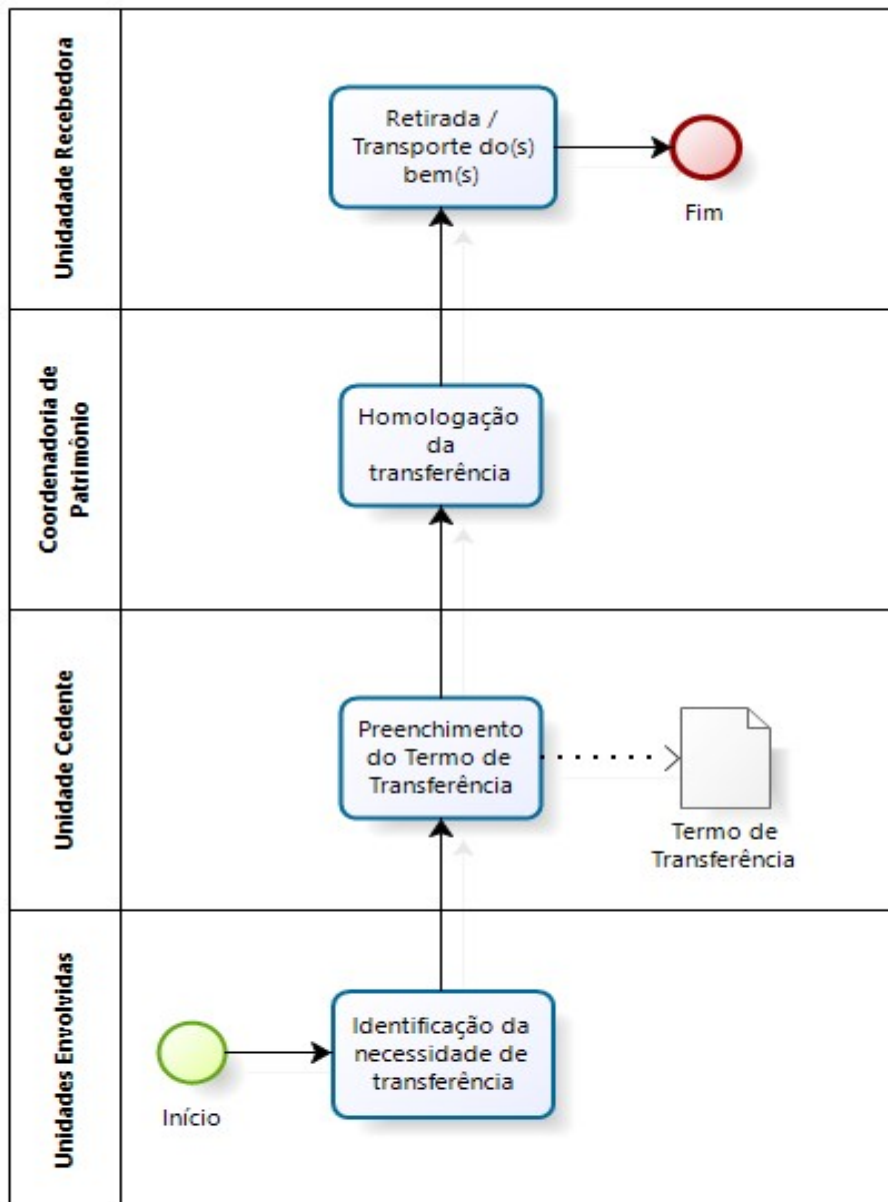 Unidadade Recebedora
Retirada /
Transporte do(s)
bem(s)
Fim
Coordenadoria de
Patrimônio
Homologação
da
transferência
Unidade Cedente
Preenchimento
do Termo de
Transferência
Termo de
Transferência
Unidades Envolvidas
Início
Identificação da
necessidade de
transferência